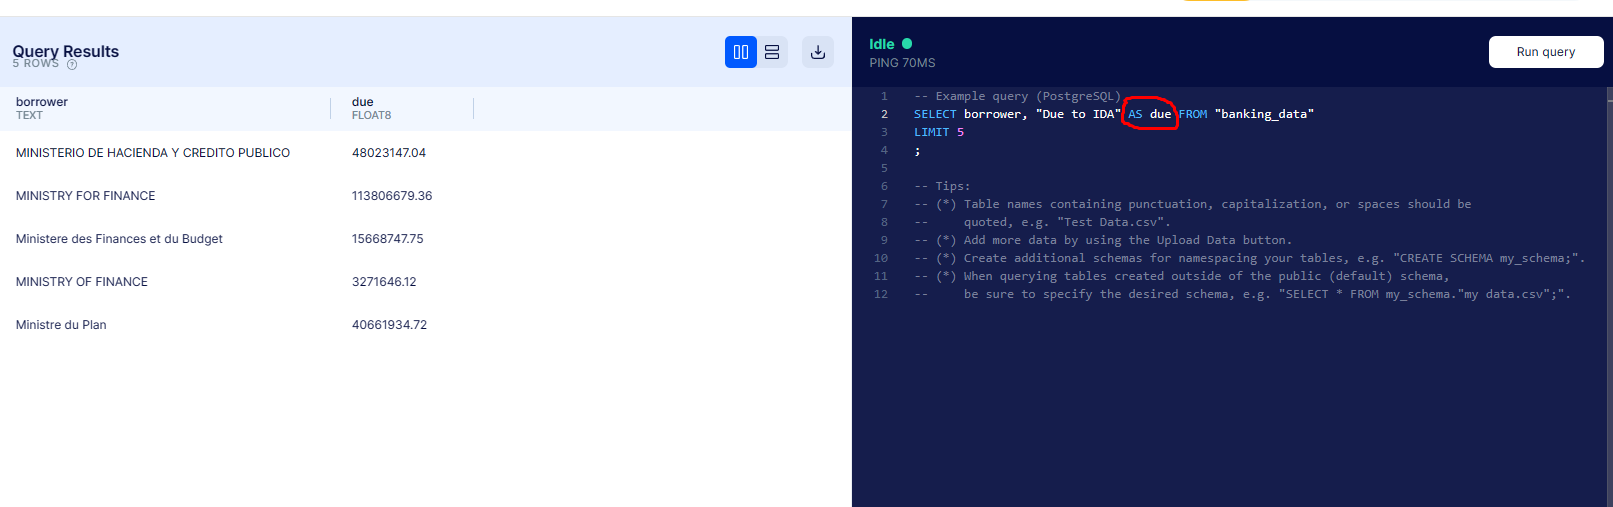 Query Results
5 ROWS ?
borrower
TEXT
due
FLOAT8
MINISTERIO DE HACIENDA Y CREDITO PUBLICO 48023147.04
MINISTRY FOR FINANCE 113806679.36
Ministere des Finances et du Budget 15668747.75
MINISTRY OF FINANCE 3271646.12
Ministre du Plan 40661934.72
Idle
PING 70MS
Run query
1 -- Example query (PostgreSQL)
2 SELECT borrower, "Due to IDA" AS due FROM "banking_data"
3 LIMIT 5
4 ;
5
6 -- Tips:
7 -- (*) Table names containing punctuation, capitalization, or spaces should be
8 -- quoted, e.g. "Test Data.csv".
9 -- (*) Add more data by using the Upload Data button.
10 -- (*) Create additional schemas for namespacing your tables, e.g. "CREATE SCHEMA my_schema;".
11 -- (*) When querying tables created outside of the public (default) schema,
12 -- be sure to specify the desired schema, e.g. "SELECT * FROM my_schema."my data.csv";".